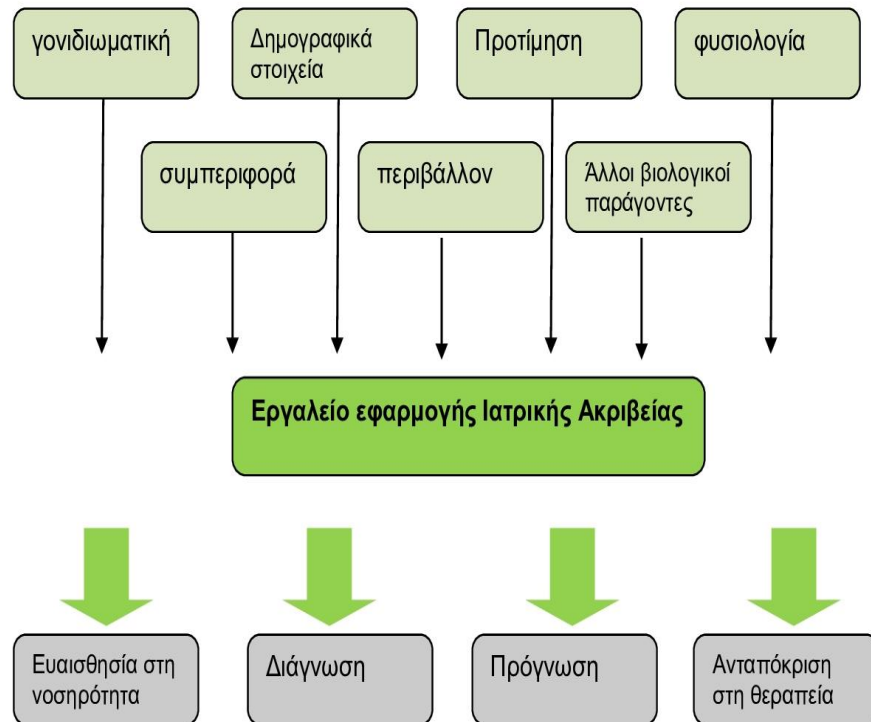 γονιδιωματική
Δημογραφικά
στοιχεία
Προτίμηση
φυσιολογία
συμπεριφορά
περιβάλλον
Άλλοι βιολογικοί
παράγοντες
Εργαλείο εφαρμογής Ιατρικής Ακριβείας
Ευαισθησία στη
νοσηρότητα
Διάγνωση
Πρόγνωση
Ανταπόκριση
στη θεραπεία